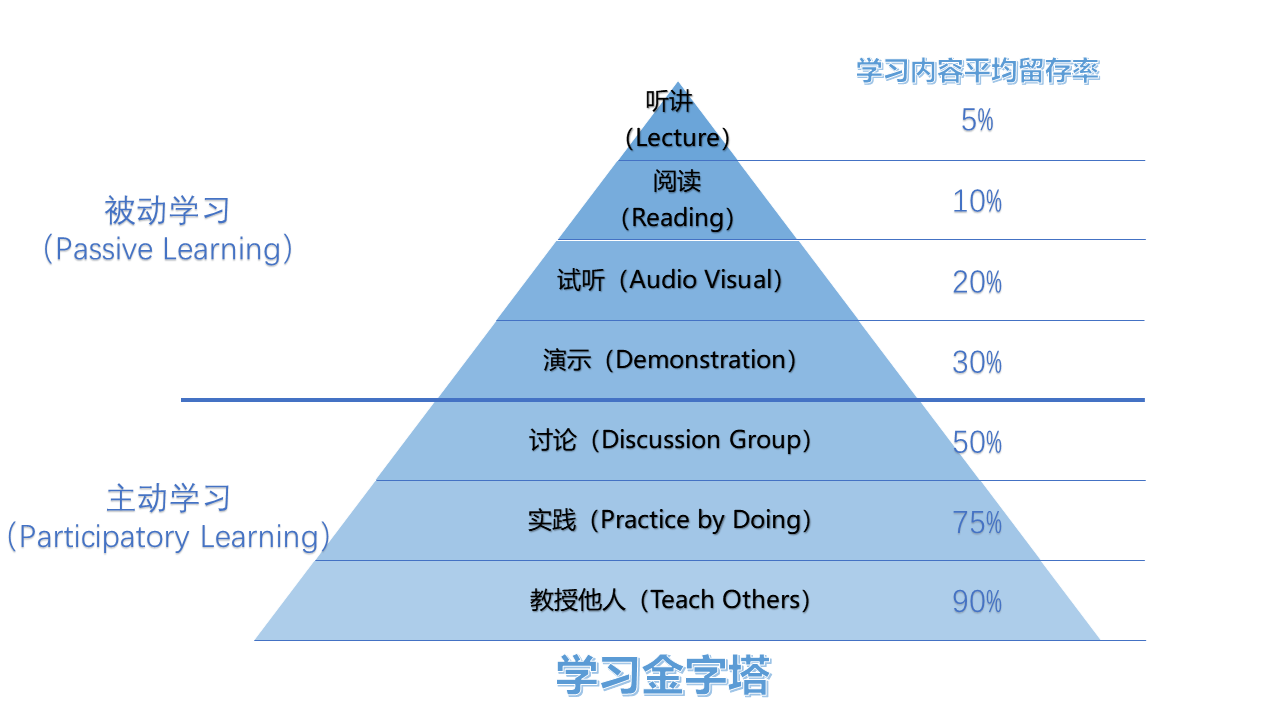 学习内容平均留存率
听讲
（Lecture）
5%
阅读
（Reading）
10%
被动学习
（Passive Learning）
试听（Audio Visual）
20%
演示（Demonstration）
30%
讨论（Discussion Group）
50%
主动学习
（Participatory Learning）
实践（Practice by Doing）
75%
教授他人（Teach Others）
90%
学习金字塔